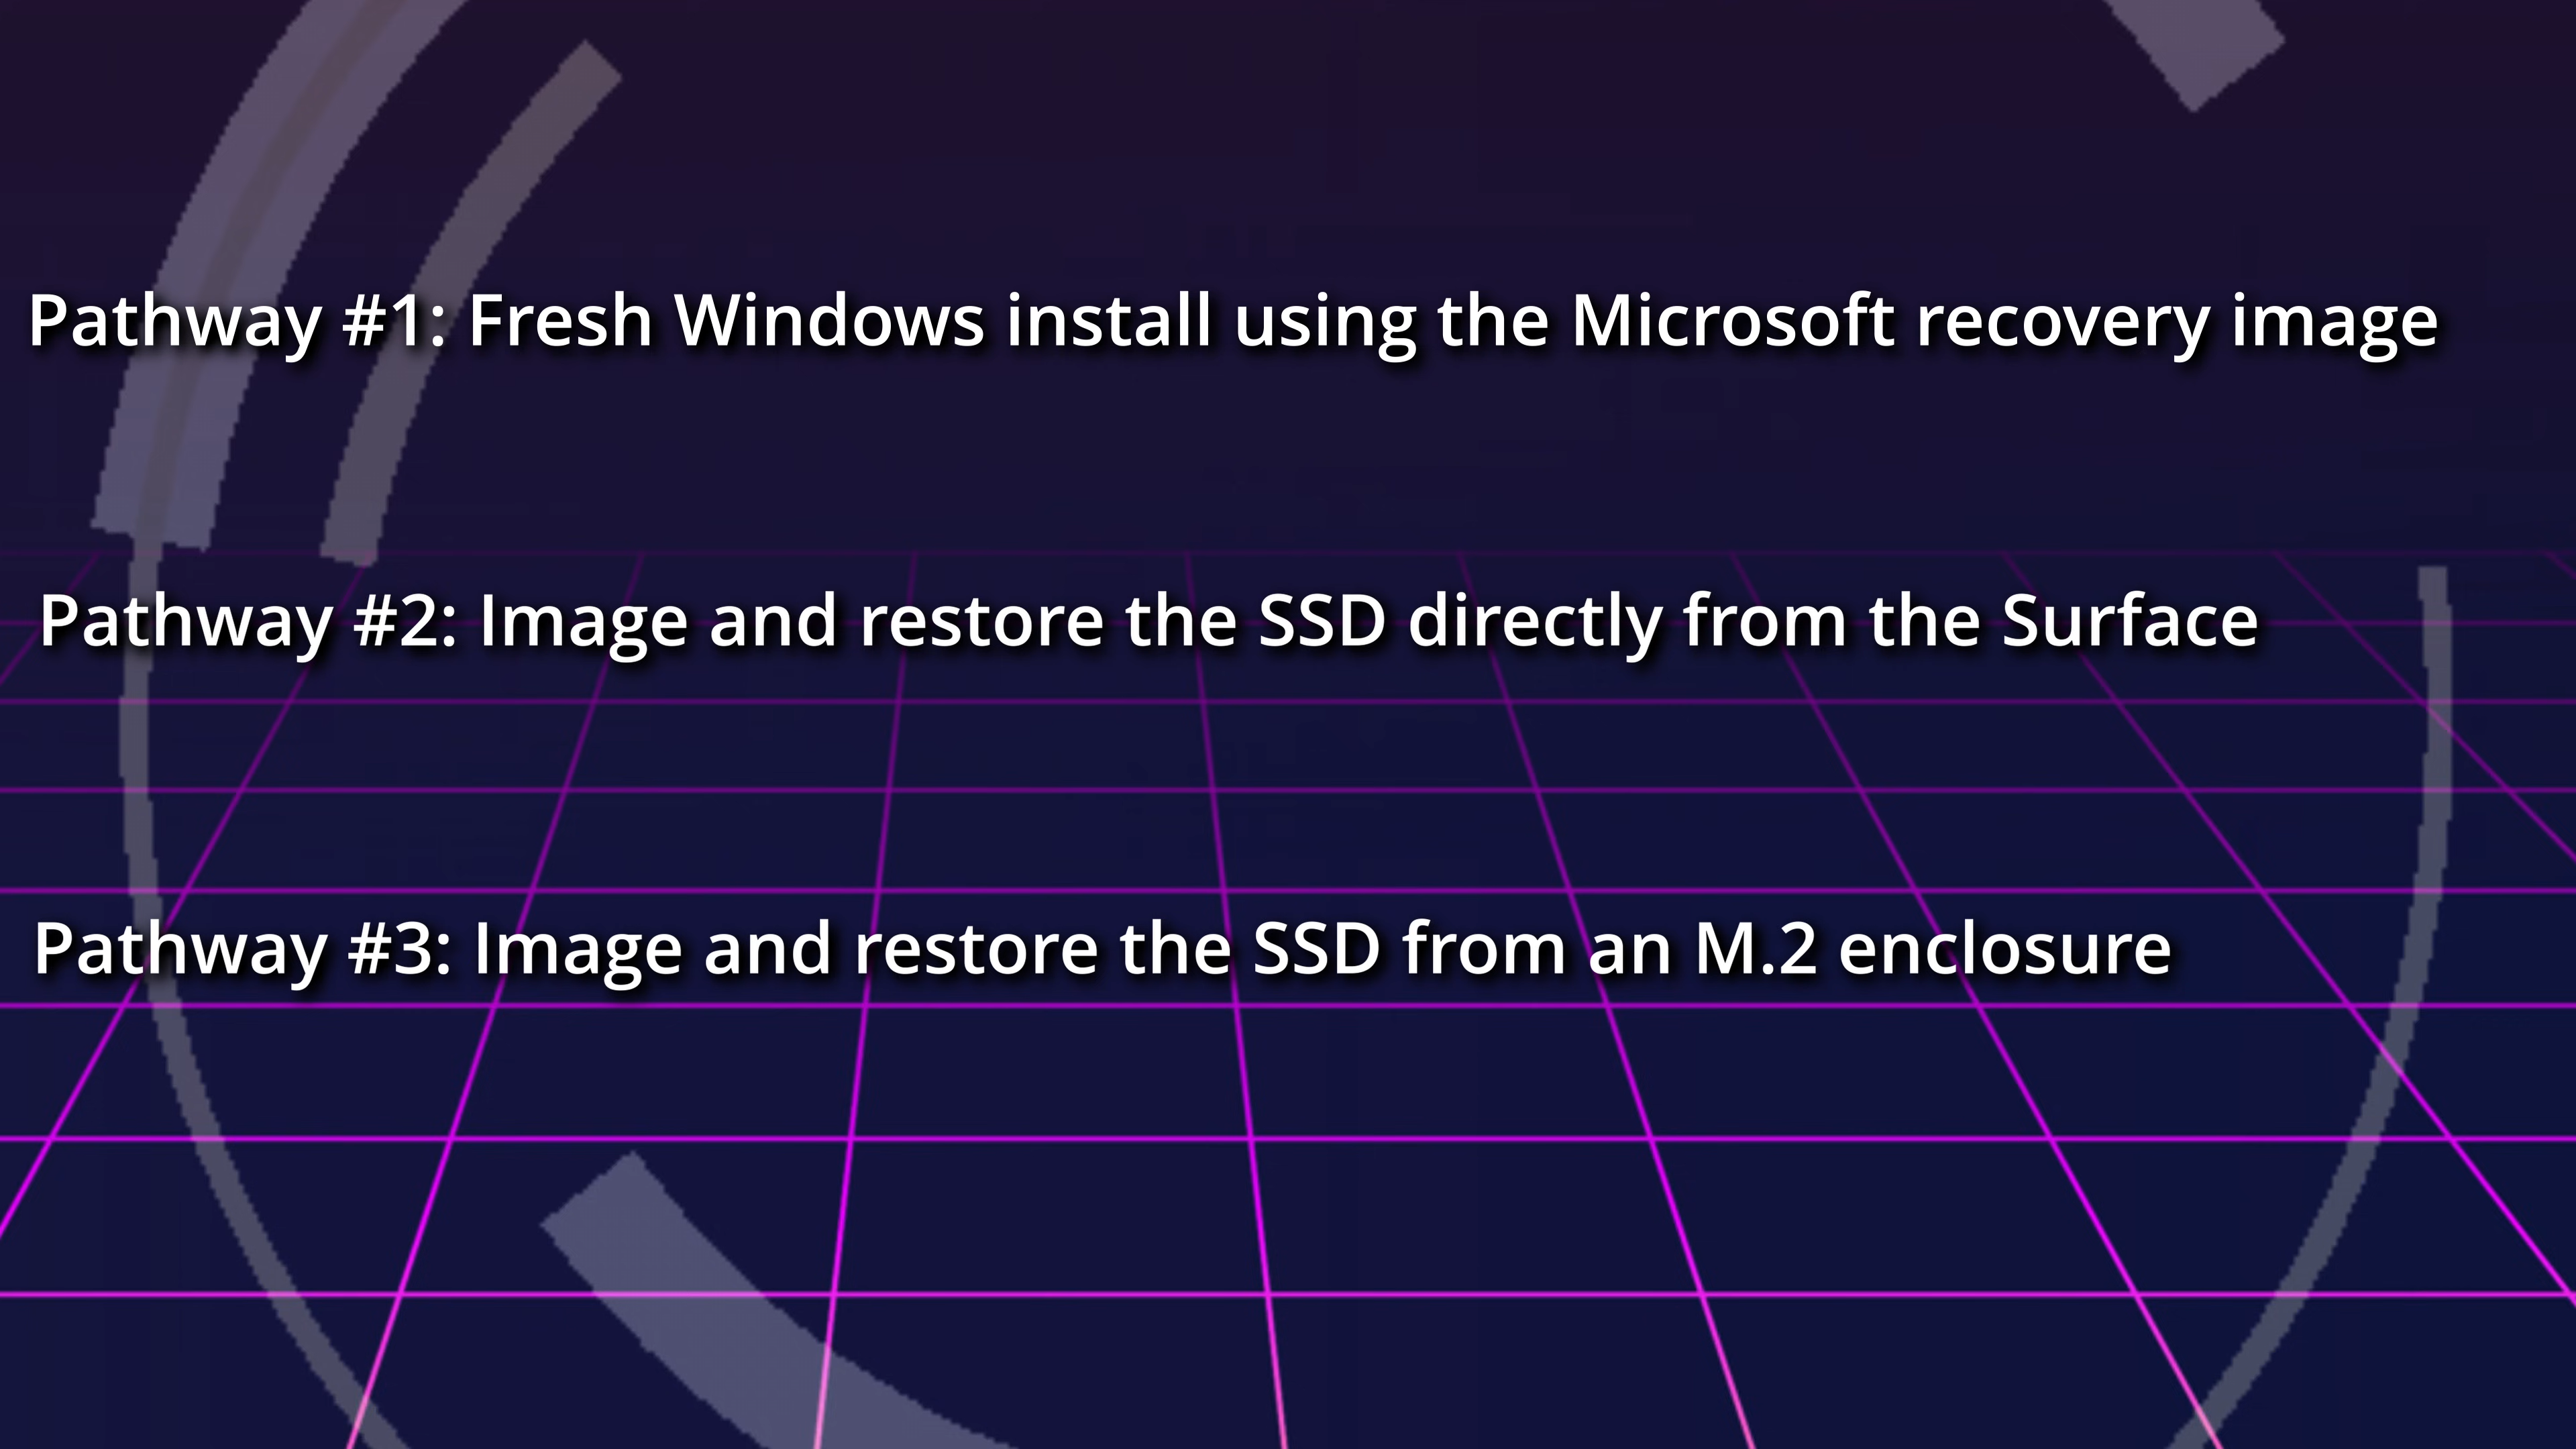 Pathway #1: Fresh Windows install using the Microsoft recovery image
Pathway #2: Image and restore the SSD directly from the Surface
Pathway #3: Image and restore the SSD from an M.2 enclosure